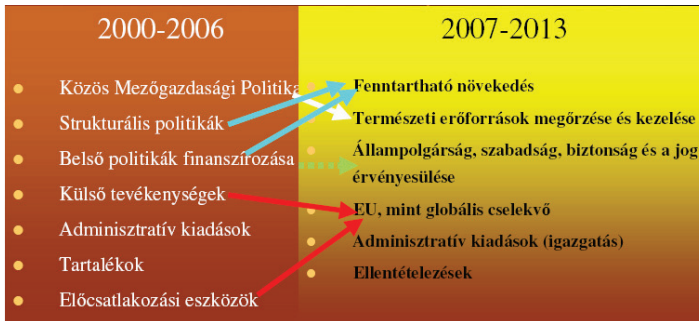 2000-2006
Közös Mezőgazdasági Politika
Strukturális politikák
Belső politikák finanszírozása
Külső tevékenységek
Adminisztratív kiadások
Tartalékok
Előcsatlakozási eszközök
2007-2013
Fenntartható növekedés
Természeti erőforrások megőrzése és kezelése
Állampolgárság, szabadság, biztonság és a jog
érvényesülése
EU, mint globális cselekvő
Adminisztratív kiadások (igazgatás)
Ellentételezések